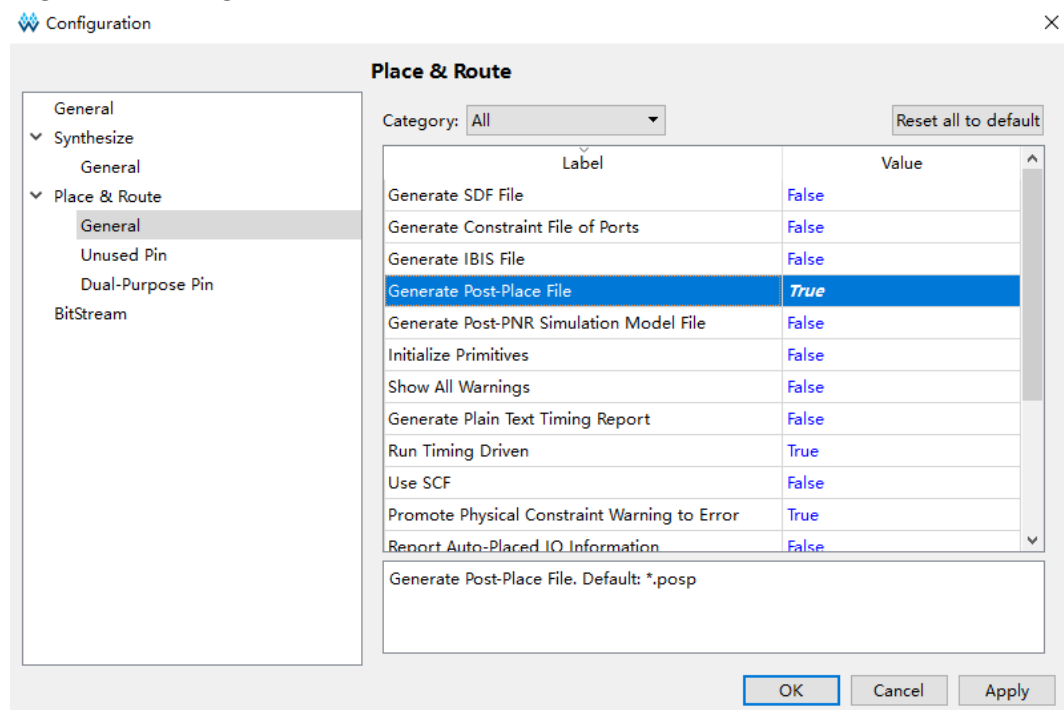 Configuration
Place & Route
General
Synthesize
General
Place & Route
General
Unused Pin
Dual-Purpose Pin
BitStream
Category: All
Reset all to default
Label Value
Generate SDF File False
Generate Constraint File of Ports False
Generate IBIS File False
Generate Post-Place File True
Generate Post-PNR Simulation Model File False
Initialize Primitives False
Show All Warnings False
Generate Plain Text Timing Report False
Run Timing Driven True
Use SCF False
Promote Physical Constraint Warning to Error True
Report Auto-Placed IO Information False
Generate Post-Place File. Default: *.posp
OK Cancel Apply